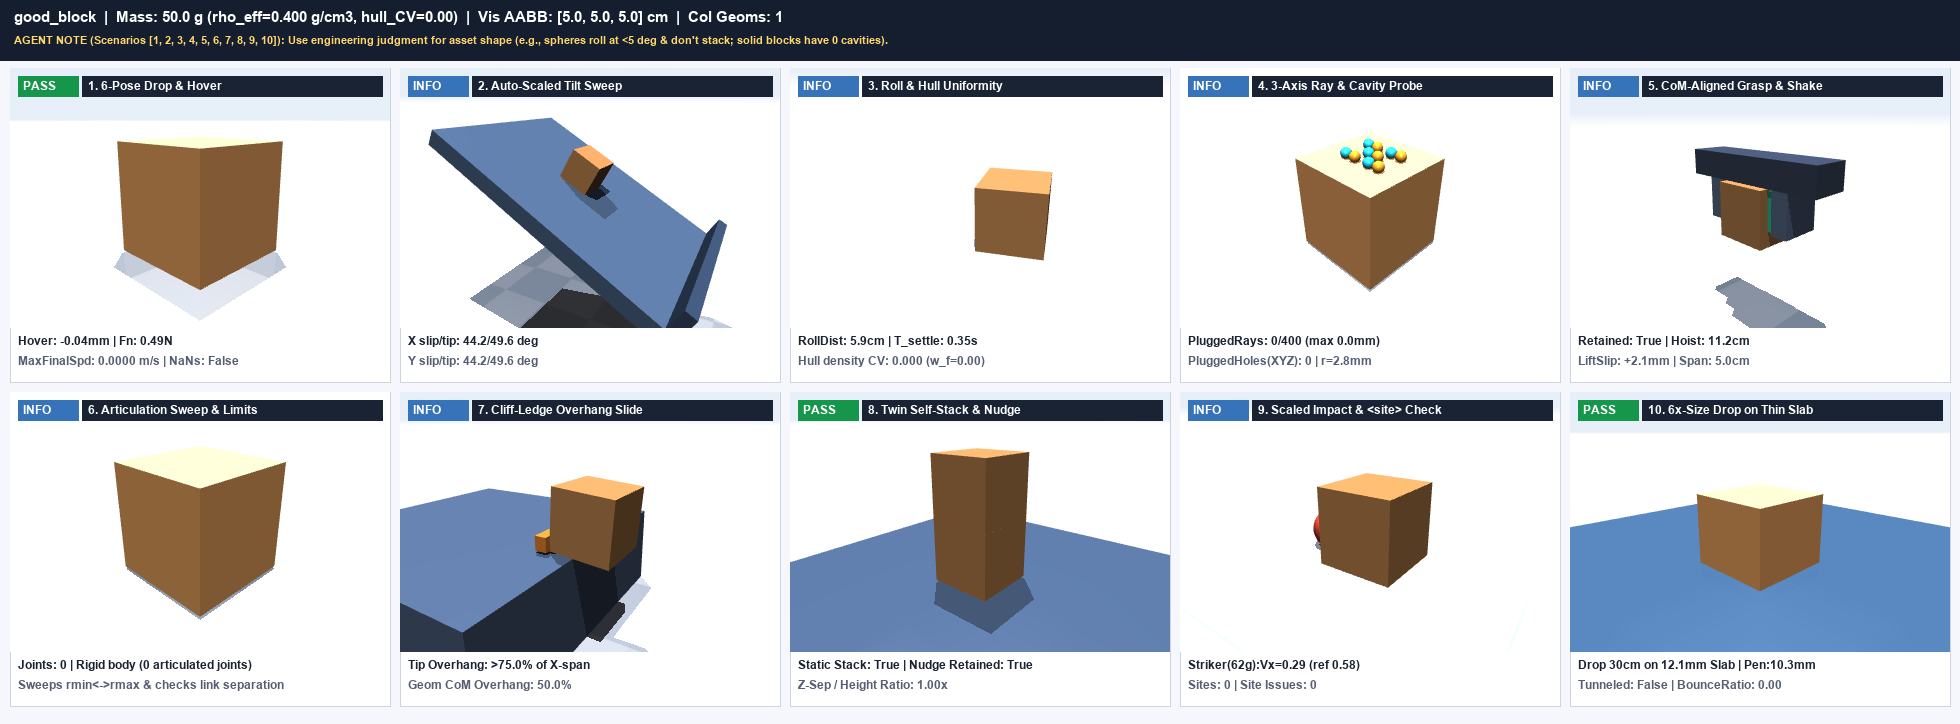 good_block | Mass: 50.0 g (rho_eff=0.400 g/cm3, hull_CV=0.00) | Vis AABB: [5.0, 5.0, 5.0] cm | Col Geoms: 1
AGENT NOTE (Scenarios [1, 2, 3, 4, 5, 6, 7, 8, 9, 10]): Use engineering judgment for asset shape (e.g., spheres roll at <5 deg & don't stack; solid blocks have 0 cavities).
PASS 1. 6-Pose Drop & Hover
Hover: -0.04mm | Fn: 0.49N
MaxFinalSpd: 0.0000 m/s | NaNs: False
INFO 2. Auto-Scaled Tilt Sweep
X slip/tip: 44.2/49.6 deg
Y slip/tip: 44.2/49.6 deg
INFO 3. Roll & Hull Uniformity
RollDist: 5.9cm | T_settle: 0.35s
Hull density CV: 0.000 (w_f=0.00)
INFO 4. 3-Axis Ray & Cavity Probe
PluggedRays: 0/400 (max 0.0mm)
PluggedHoles(XYZ): 0 | r=2.8mm
INFO 5. CoM-Aligned Grasp & Shake
Retained: True | Hoist: 11.2cm
LiftSlip: +2.1mm | Span: 5.0cm
INFO 6. Articulation Sweep & Limits
Joints: 0 | Rigid body (0 articulated joints)
Sweeps rmin<->rmax & checks link separation
INFO 7. Cliff-Ledge Overhang Slide
Tip Overhang: >75.0% of X-span
Geom CoM Overhang: 50.0%
PASS 8. Twin Self-Stack & Nudge
Static Stack: True | Nudge Retained: True
Z-Sep / Height Ratio: 1.00x
INFO 9. Scaled Impact & <site> Check
Striker(62g):Vx=0.29 (ref 0.58)
Sites: 0 | Site Issues: 0
PASS 10. 6x-Size Drop on Thin Slab
Drop 30cm on 12.1mm Slab | Pen:10.3mm
Tunneled: False | BounceRatio: 0.00